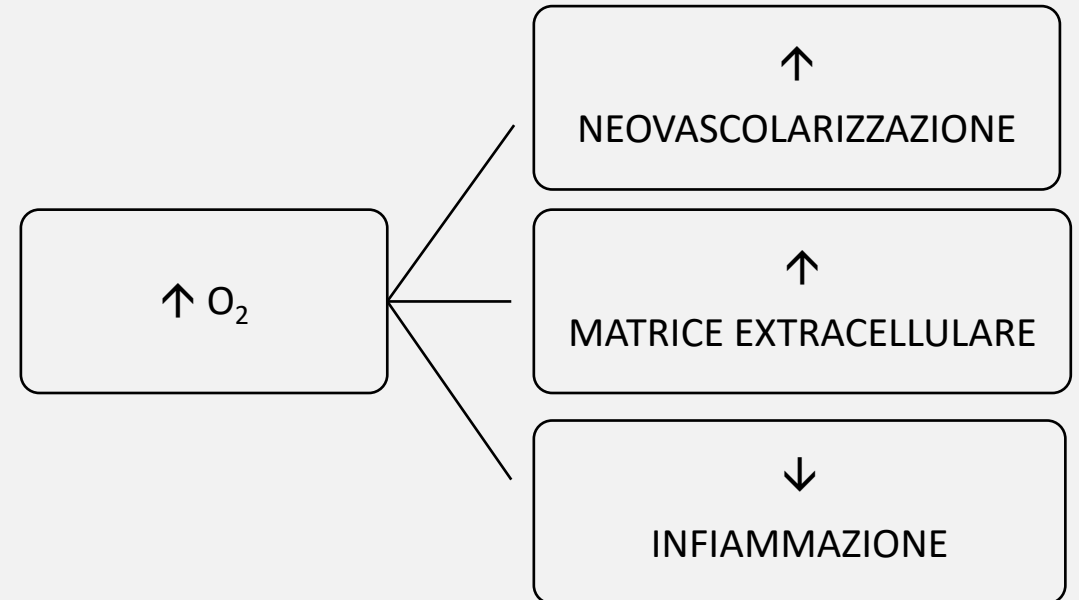 ↑ O₂
↑
NEOVASCOLARIZZAZIONE
↑
MATRICE EXTRACELLULARE
↓
INFIAMMAZIONE